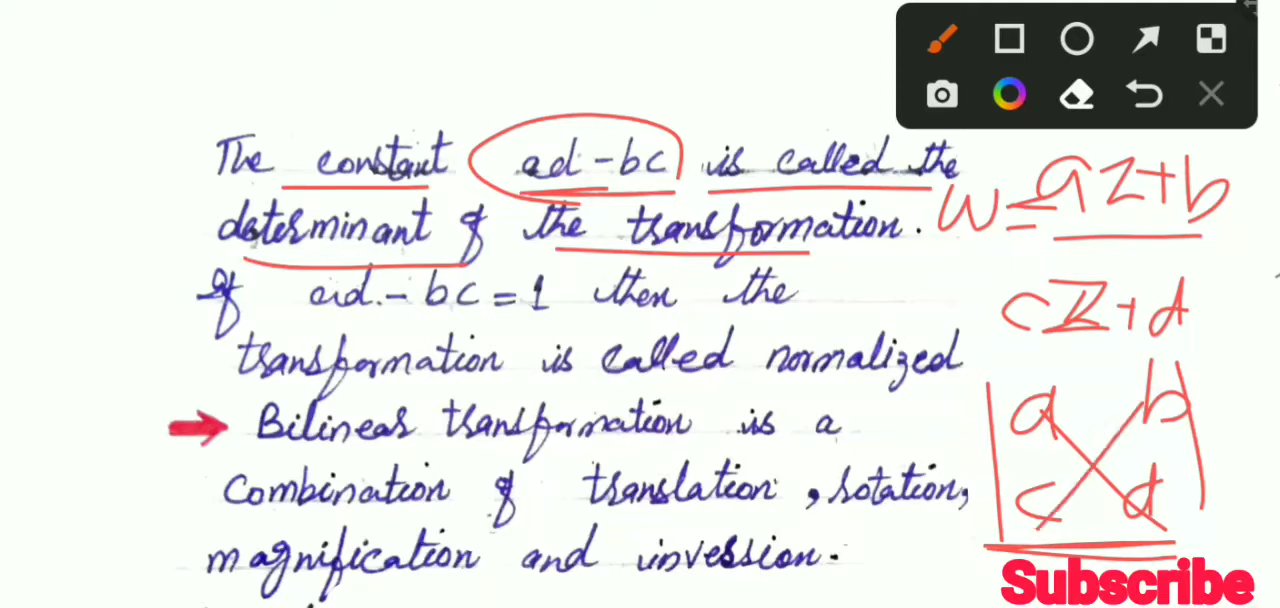 The constant ad-bc is called the
determinant of the transformation.
If ad-bc=1 then the
transformation is called normalized
Bilinear transformation is a
combination of translation, rotation,
magnification and inversion.
w = az+b
cz+d
a b
c d
Subscribe